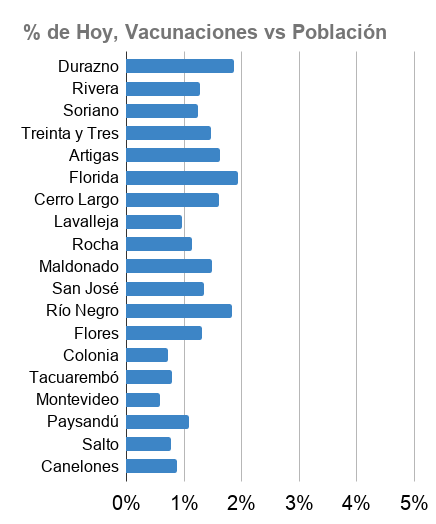 % de Hoy, Vacunaciones vs Población
Durazno
Rivera
Soriano
Treinta y Tres
Artigas
Florida
Cerro Largo
Lavalleja
Rocha
Maldonado
San José
Río Negro
Flores
Colonia
Tacuarembó
Montevideo
Paysandú
Salto
Canelones
0% 1% 2% 3% 4% 5%